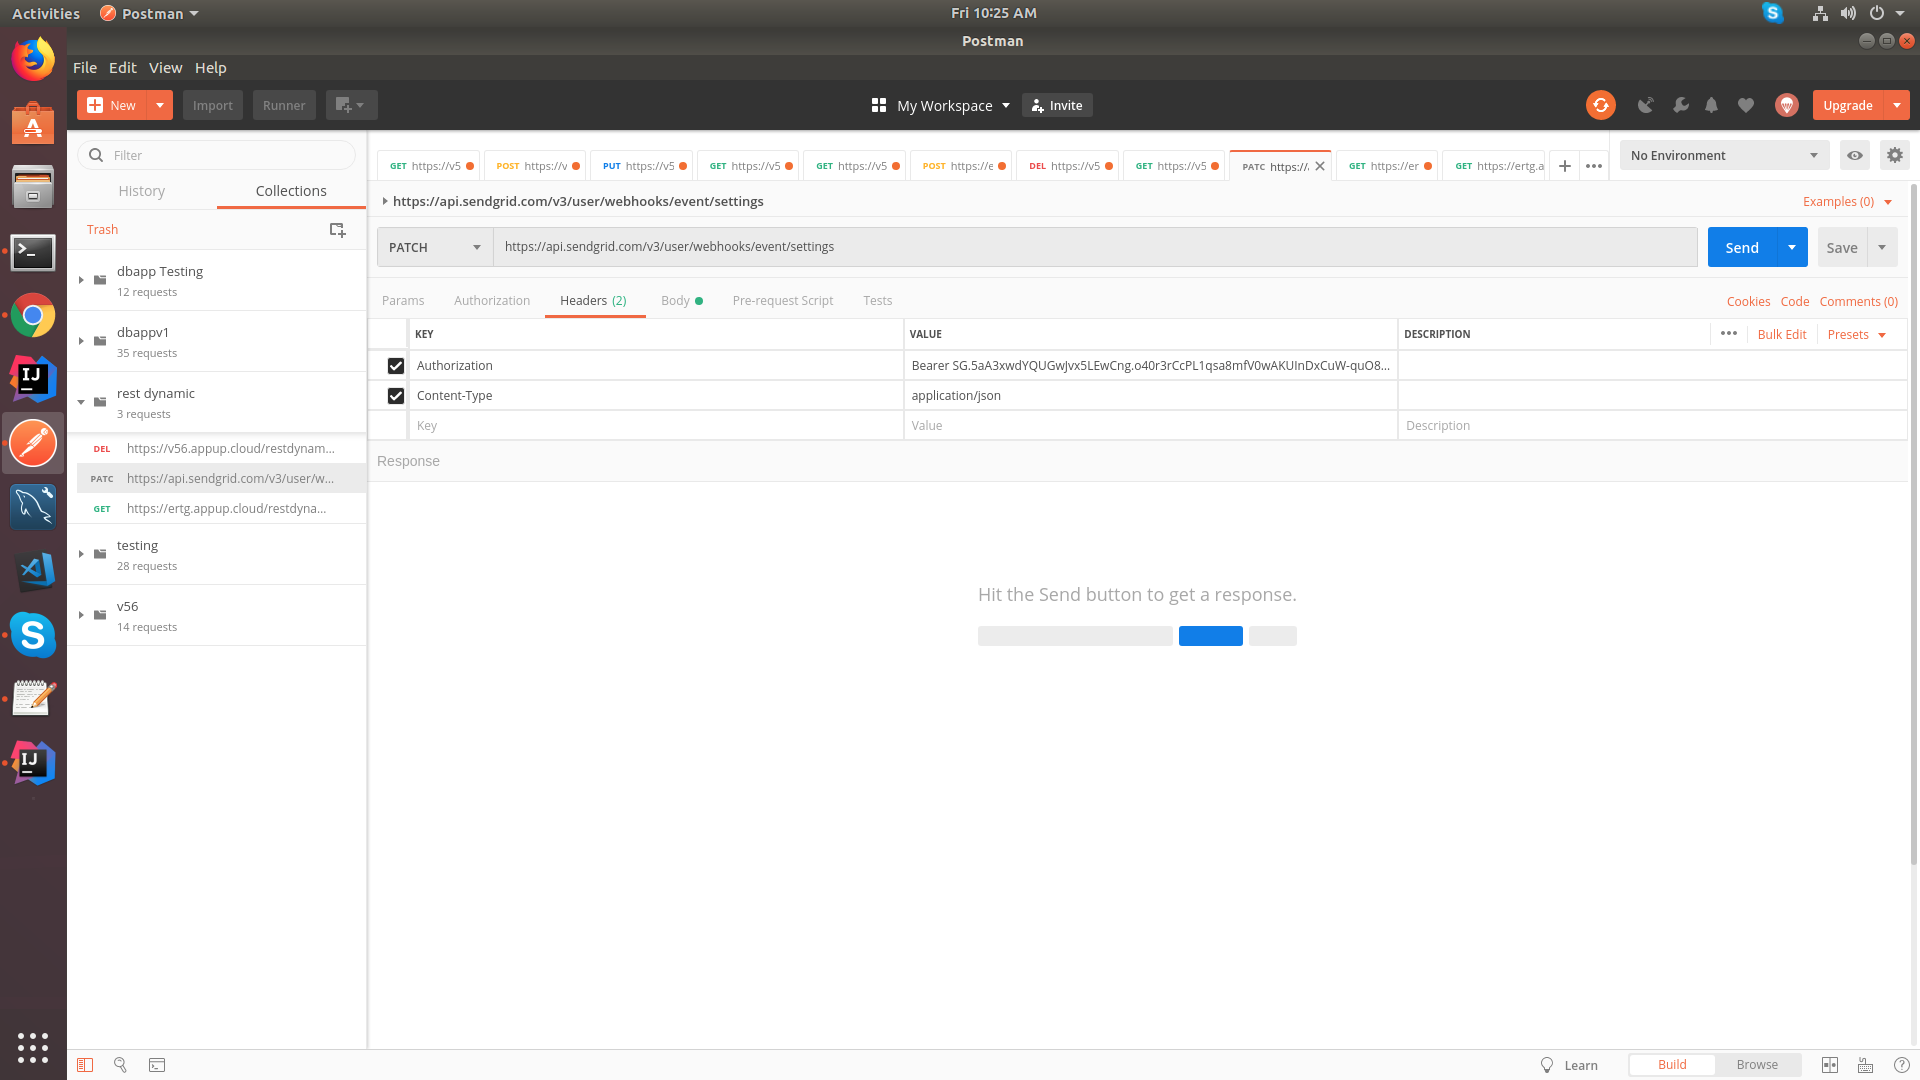 Activities Postman Fri 10:25 AM
Postman
File Edit View Help
New Import Runner My Workspace Invite Upgrade
Filter
History Collections
Trash
dbapp Testing
12 requests
dbappv1
35 requests
rest dynamic
3 requests
DEL https://v56.appup.cloud/restdynam...
PATC https://api.sendgrid.com/v3/user/w...
GET https://ertg.appup.cloud/restdyna...
testing
28 requests
v56
14 requests
GET https://v5 POST https://v PUT https://v5 GET https://v5 GET https://v5 POST https://e DEL https://v5 GET https://v5 PATC https:// GET https://er GET https://ertg.a No Environment
https://api.sendgrid.com/v3/user/webhooks/event/settings Examples (0)
PATCH https://api.sendgrid.com/v3/user/webhooks/event/settings Send Save
Params Authorization Headers (2) Body Pre-request Script Tests Cookies Code Comments (0)
KEY VALUE DESCRIPTION ••• Bulk Edit Presets
Authorization Bearer SG.5aA3xwdYQUGwJvx5LEwCng.o40r3rCcPL1qsa8mfV0wAKUInDxCuW-quO8...
Content-Type application/json
Key Value Description
Response
Hit the Send button to get a response.
Learn Build Browse